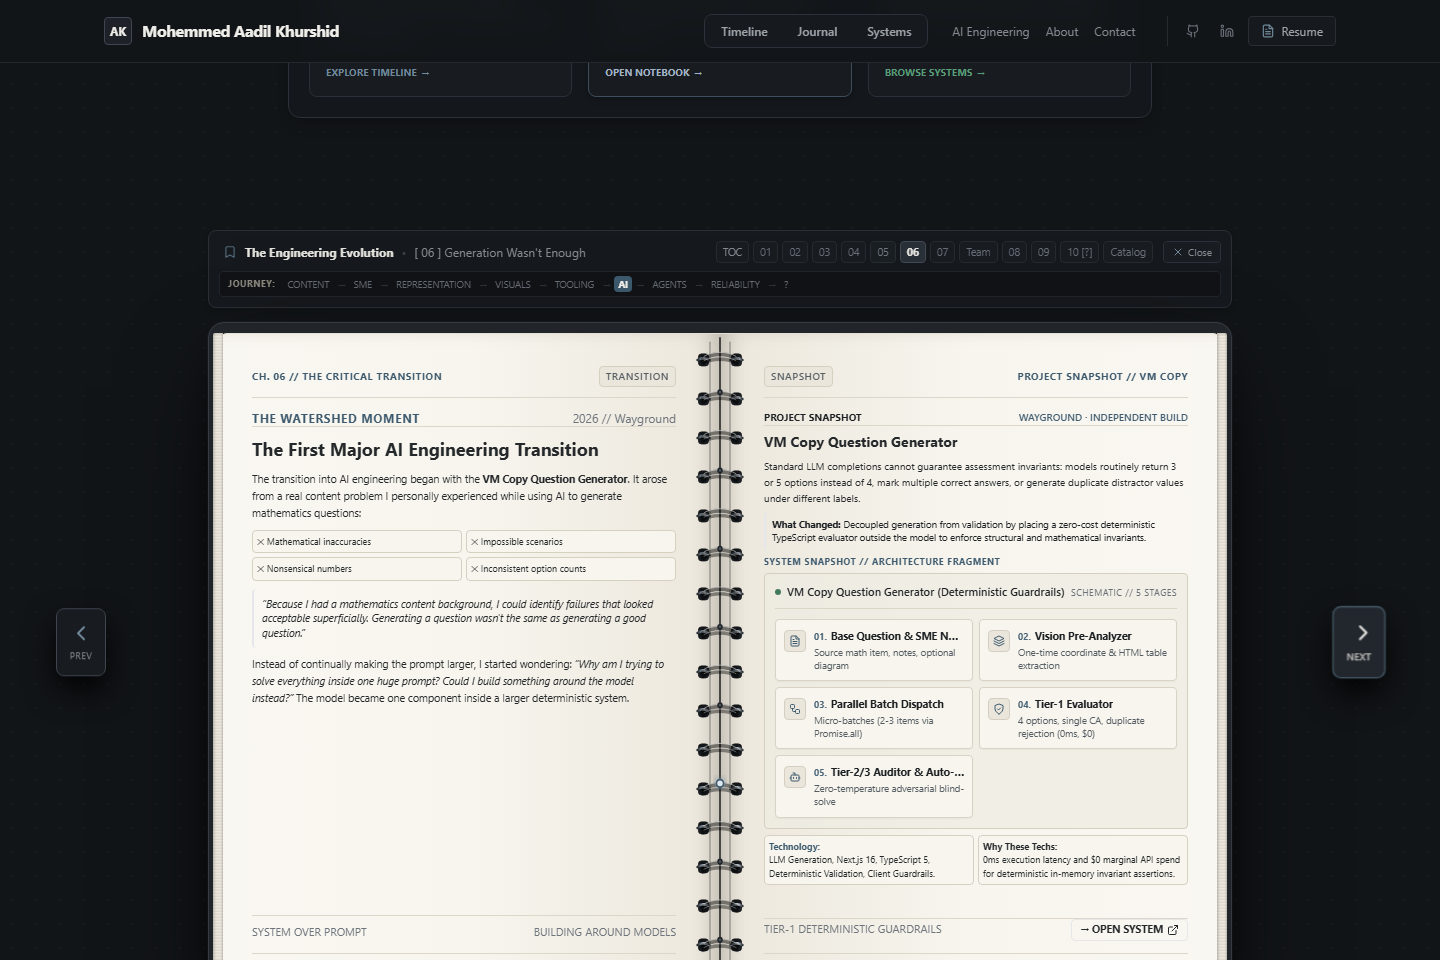 AK Mohemmed Aadil Khurshid Timeline Journal Systems AI Engineering About Contact Resume
EXPLORE TIMELINE → OPEN NOTEBOOK → BROWSE SYSTEMS →
The Engineering Evolution · [ 06 ] Generation Wasn't Enough TOC 01 02 03 04 05 06 07 Team 08 09 10 [?] Catalog × Close
JOURNEY: CONTENT → SME → REPRESENTATION → VISUALS → TOOLING → AI → AGENTS → RELIABILITY → ?
CH. 06 // THE CRITICAL TRANSITION TRANSITION
THE WATERSHED MOMENT 2026 // Wayground
The First Major AI Engineering Transition
The transition into AI engineering began with the VM Copy Question Generator. It arose
from a real content problem I personally experienced while using AI to generate
mathematics questions:
× Mathematical inaccuracies × Impossible scenarios
× Nonsensical numbers × Inconsistent option counts
"Because I had a mathematics content background, I could identify failures that looked
acceptable superficially. Generating a question wasn't the same as generating a good
question."
Instead of continually making the prompt larger, I started wondering: "Why am I trying to
solve everything inside one huge prompt? Could I build something around the model
instead?" The model became one component inside a larger deterministic system.
SYSTEM OVER PROMPT BUILDING AROUND MODELS
SNAPSHOT PROJECT SNAPSHOT // VM COPY
PROJECT SNAPSHOT WAYGROUND · INDEPENDENT BUILD
VM Copy Question Generator
Standard LLM completions cannot guarantee assessment invariants: models routinely return 3
or 5 options instead of 4, mark multiple correct answers, or generate duplicate distractor values
under different labels.
What Changed: Decoupled generation from validation by placing a zero-cost deterministic
TypeScript evaluator outside the model to enforce structural and mathematical invariants.
SYSTEM SNAPSHOT // ARCHITECTURE FRAGMENT
VM Copy Question Generator (Deterministic Guardrails) SCHEMATIC // 5 STAGES
01. Base Question & SME N...
Source math item, notes, optional
diagram
02. Vision Pre-Analyzer
One-time coordinate & HTML table
extraction
03. Parallel Batch Dispatch
Micro-batches (2-3 items via
Promise.all)
04. Tier-1 Evaluator
4 options, single CA, duplicate
rejection (0ms, $0)
05. Tier-2/3 Auditor & Auto-...
Zero-temperature adversarial blind-
solve
Technology:
LLM Generation, Next.js 16, TypeScript 5,
Deterministic Validation, Client Guardrails.
Why These Techs:
0ms execution latency and $0 marginal API spend
for deterministic in-memory invariant assertions.
TIER-1 DETERMINISTIC GUARDRAILS → OPEN SYSTEM
PREV
NEXT